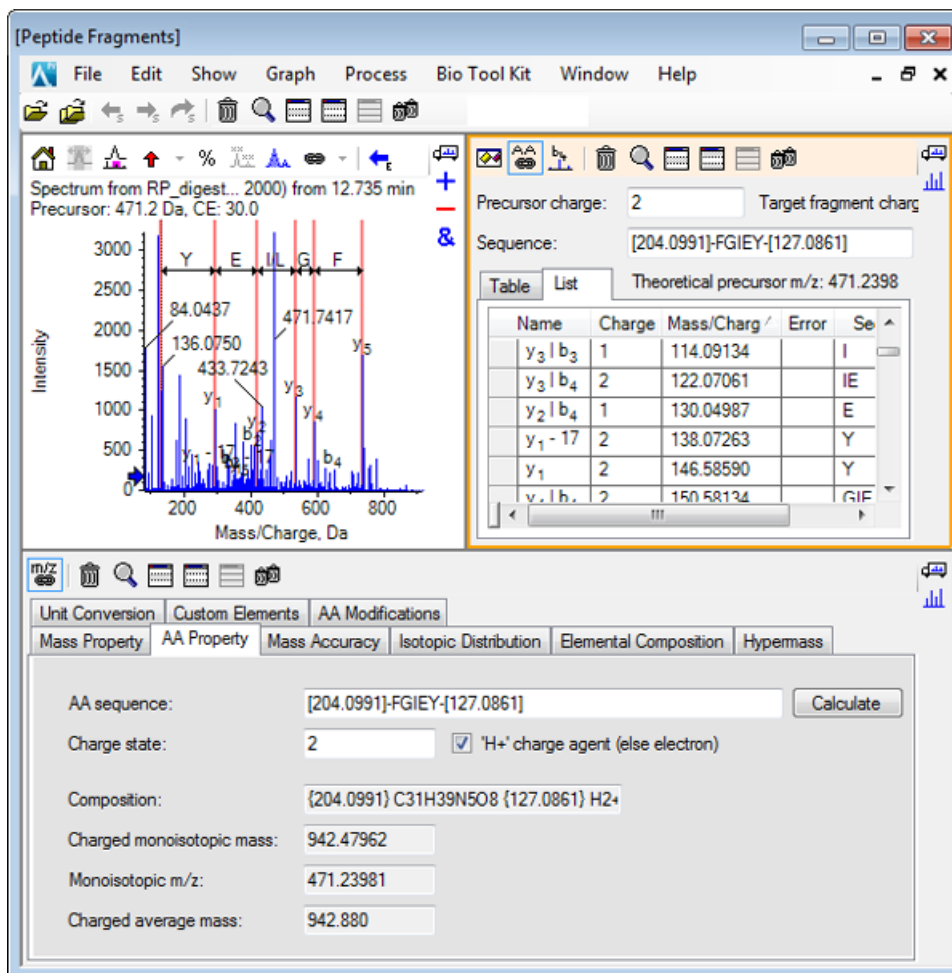 [Peptide Fragments]
File Edit Show Graph Process Bio Tool Kit Window Help
Spectrum from RP_digest... 2000) from 12.735 min
Precursor: 471.2 Da, CE: 30.0
3000
2500
2000
1500
1000
500
0
Intensity
Y E I/L G F
84.0437
136.0750
433.7243
471.7417
y5
y3
y1
y4
y2
b4
y1 - 17
200 400 600 800
Mass/Charge, Da
Precursor charge: 2 Target fragment charg
Sequence: [204.0991]-FGIEY-[127.0861]
Table List Theoretical precursor m/z: 471.2398
Name Charge Mass/Charg Error Se
y3 | b3 1 114.09134 I
y3 | b4 2 122.07061 IE
y2 | b4 1 130.04987 E
y1 - 17 2 138.07263 Y
y1 2 146.58590 Y
2 150.58134 GIF
m/z
Unit Conversion Custom Elements AA Modifications
Mass Property AA Property Mass Accuracy Isotopic Distribution Elemental Composition Hypermass
AA sequence: [204.0991]-FGIEY-[127.0861] Calculate
Charge state: 2 'H+' charge agent (else electron)
Composition: {204.0991} C31H39N5O8 {127.0861} H2+
Charged monoisotopic mass: 942.47962
Monoisotopic m/z: 471.23981
Charged average mass: 942.880